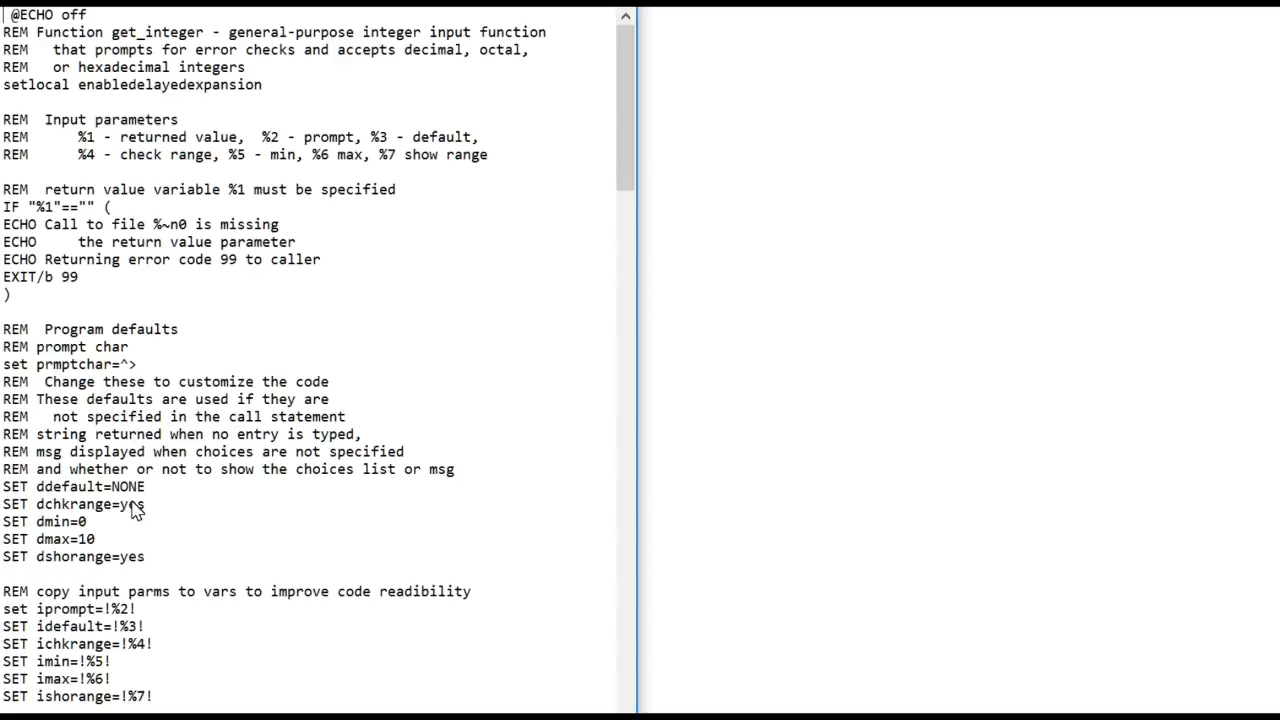 @ECHO off
REM Function get_integer - general-purpose integer input function
REM   that prompts for error checks and accepts decimal, octal,
REM   or hexadecimal integers
setlocal enabledelayedexpansion
REM  Input parameters
REM      %1 - returned value,  %2 - prompt, %3 - default,
REM      %4 - check range, %5 - min, %6 max, %7 show range
REM  return value variable %1 must be specified
IF "%1"=="" (
ECHO Call to file %~n0 is missing
ECHO     the return value parameter
ECHO Returning error code 99 to caller
EXIT/b 99
)
REM  Program defaults
REM prompt char
set prmptchar=^>
REM  Change these to customize the code
REM These defaults are used if they are
REM   not specified in the call statement
REM string returned when no entry is typed,
REM msg displayed when choices are not specified
REM and whether or not to show the choices list or msg
SET ddefault=NONE
SET dchkrange=yes
SET dmin=0
SET dmax=10
SET dshorange=yes
REM copy input parms to vars to improve code readibility
set iprompt=!%2!
SET idefault=!%3!
SET ichkrange=!%4!
SET imin=!%5!
SET imax=!%6!
SET ishorange=!%7!